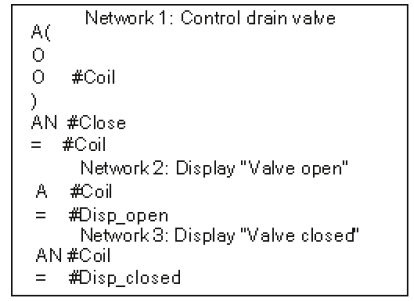 Network 1: Control drain valve
A(
O
O #Coil
)
AN #Close
= #Coil
Network 2: Display "Valve open"
A #Coil
= #Disp_open
Network 3: Display "Valve closed"
AN #Coil
= #Disp_closed